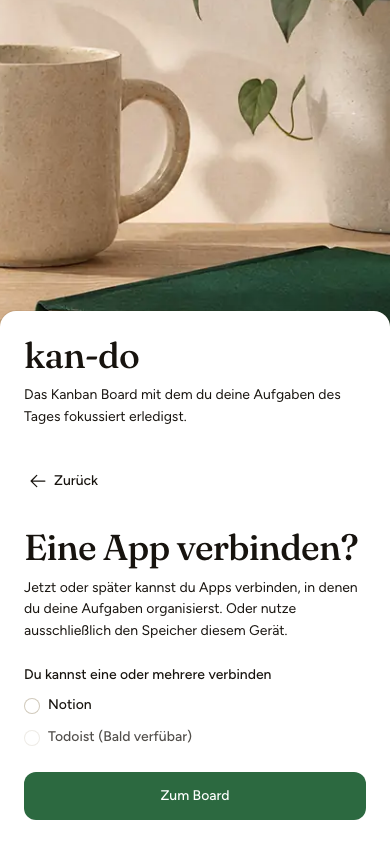 kan-do
Das Kanban Board mit dem du deine Aufgaben des
Tages fokussiert erledigst.
Zurück
Eine App verbinden?
Jetzt oder später kannst du Apps verbinden, in denen
du deine Aufgaben organisierst. Oder nutze
ausschließlich den Speicher diesem Gerät.
Du kannst eine oder mehrere verbinden
Notion
Todoist (Bald verfübar)
Zum Board